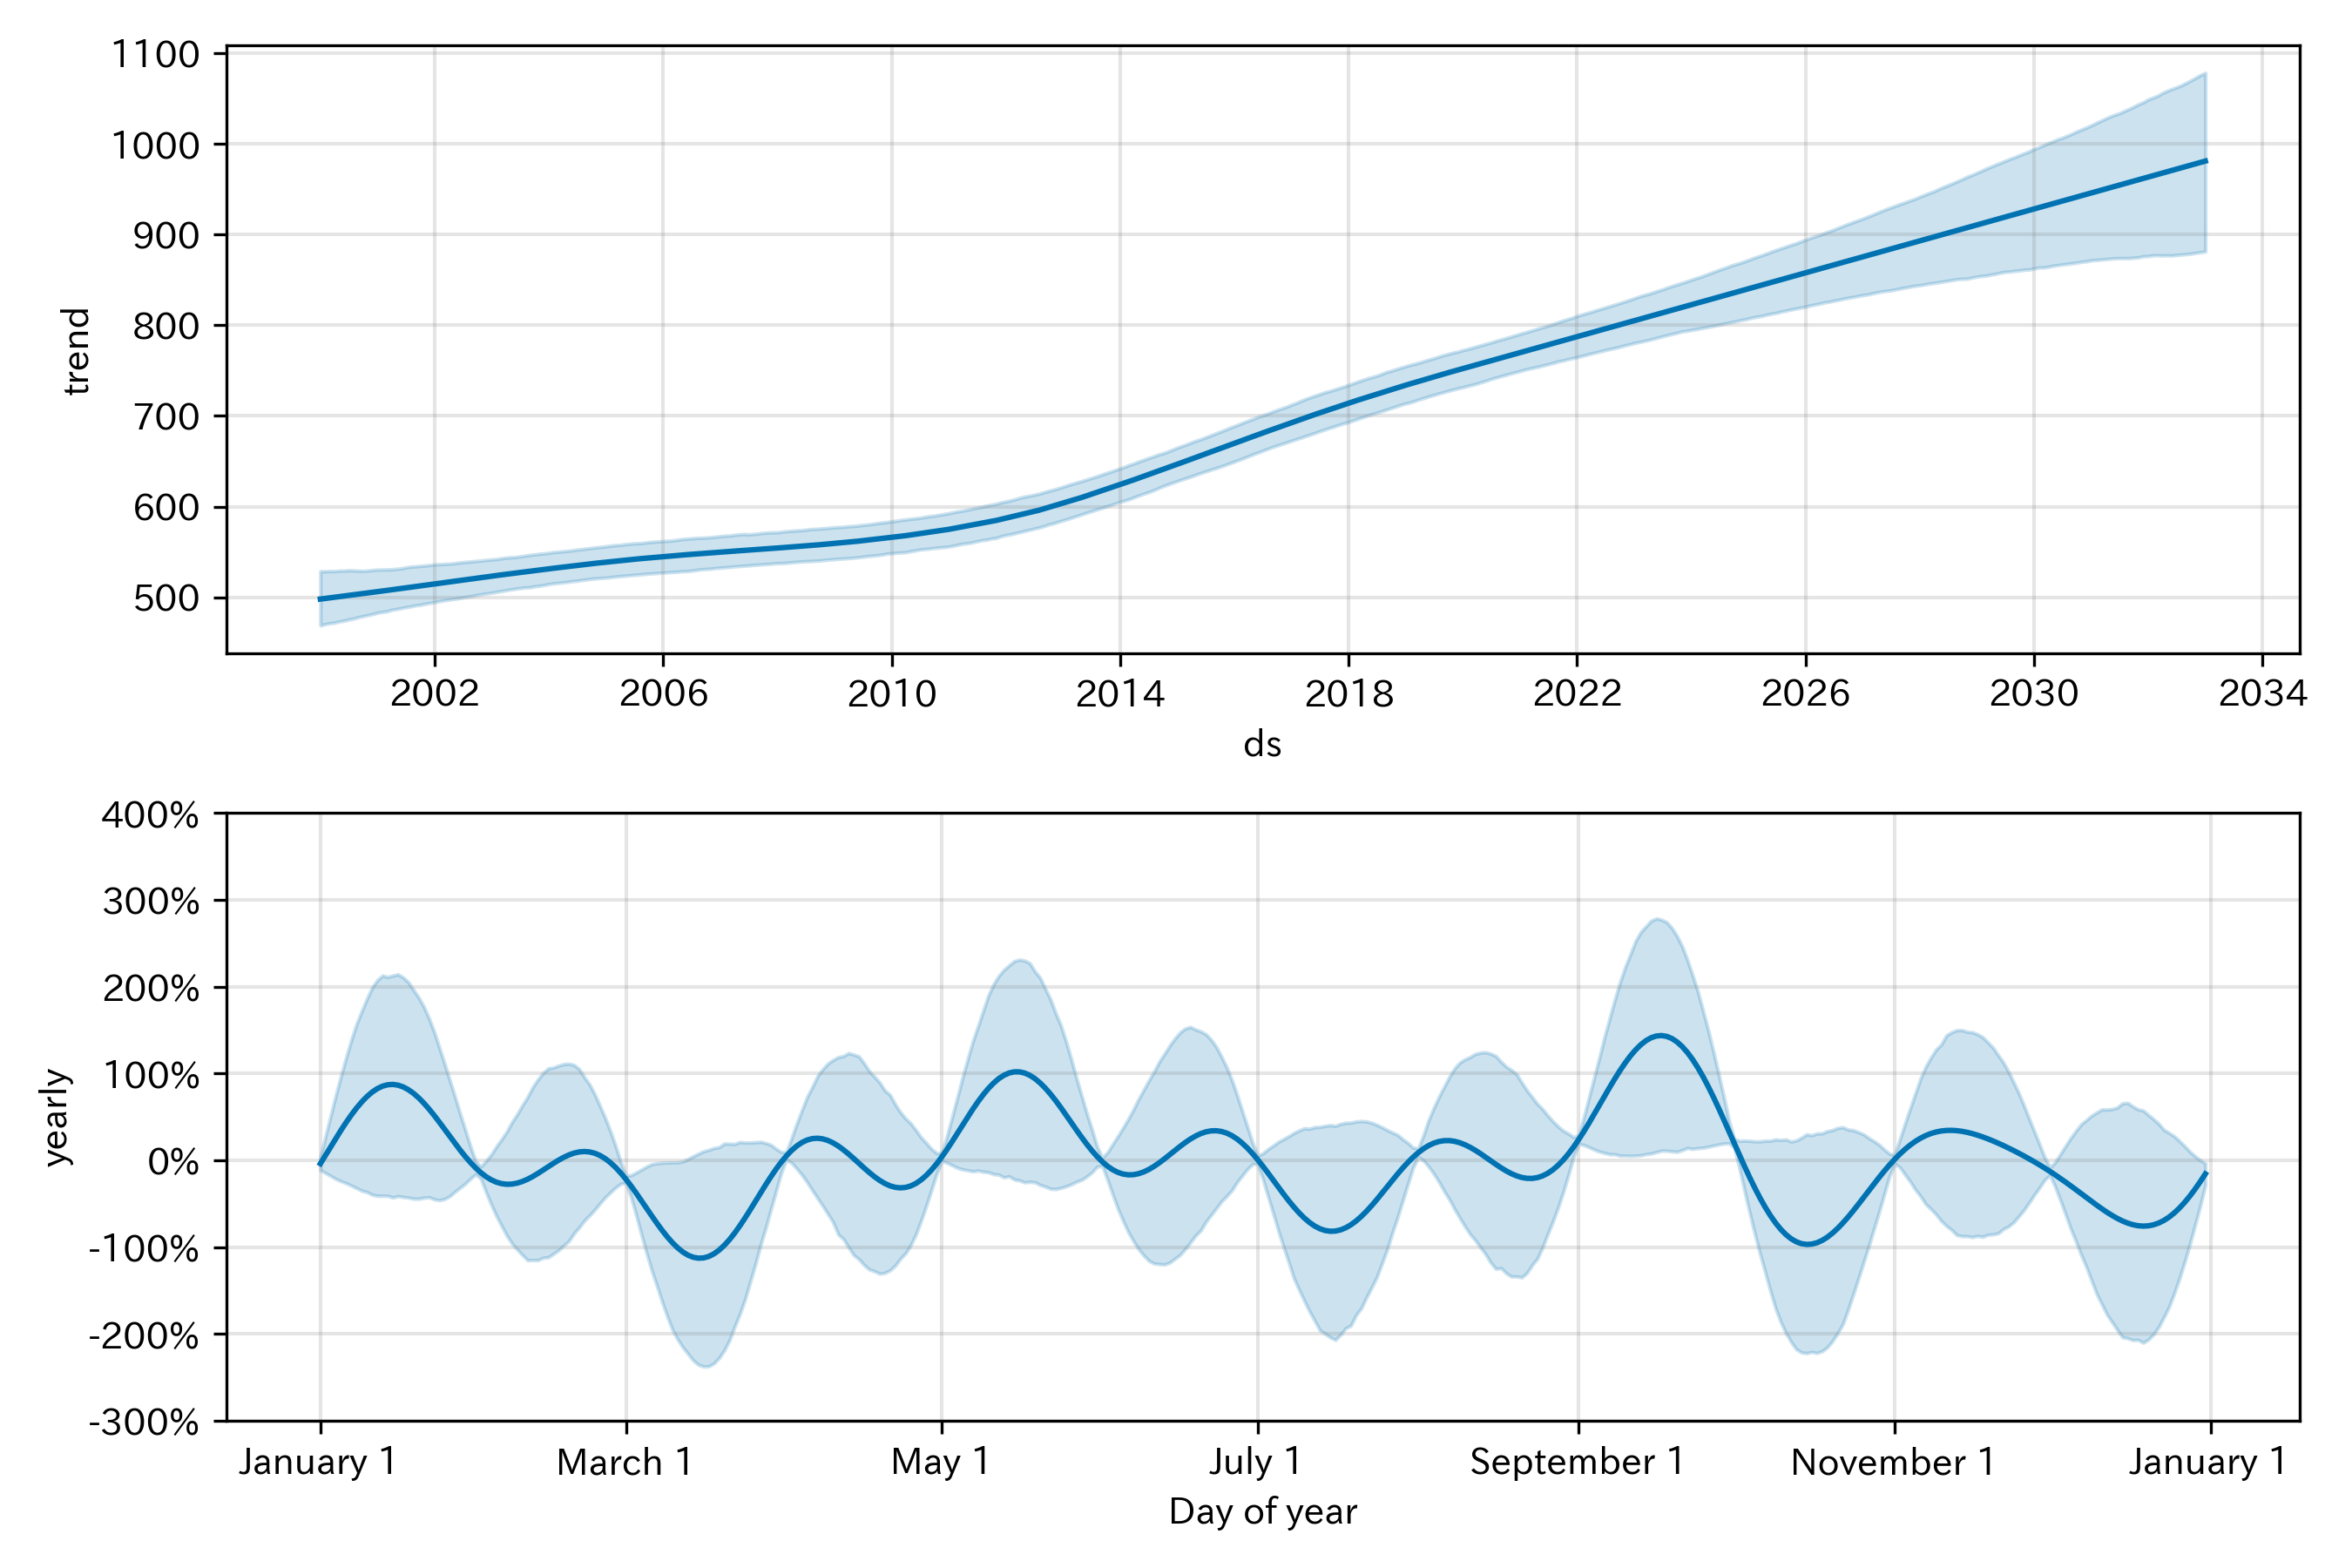 1100
1000
900
800
700
600
500
trend
2002 2006 2010 2014 2018 2022 2026 2030 2034
ds
400%
300%
200%
100%
0%
-100%
-200%
-300%
yearly
January 1 March 1 May 1 July 1 September 1 November 1 January 1
Day of year